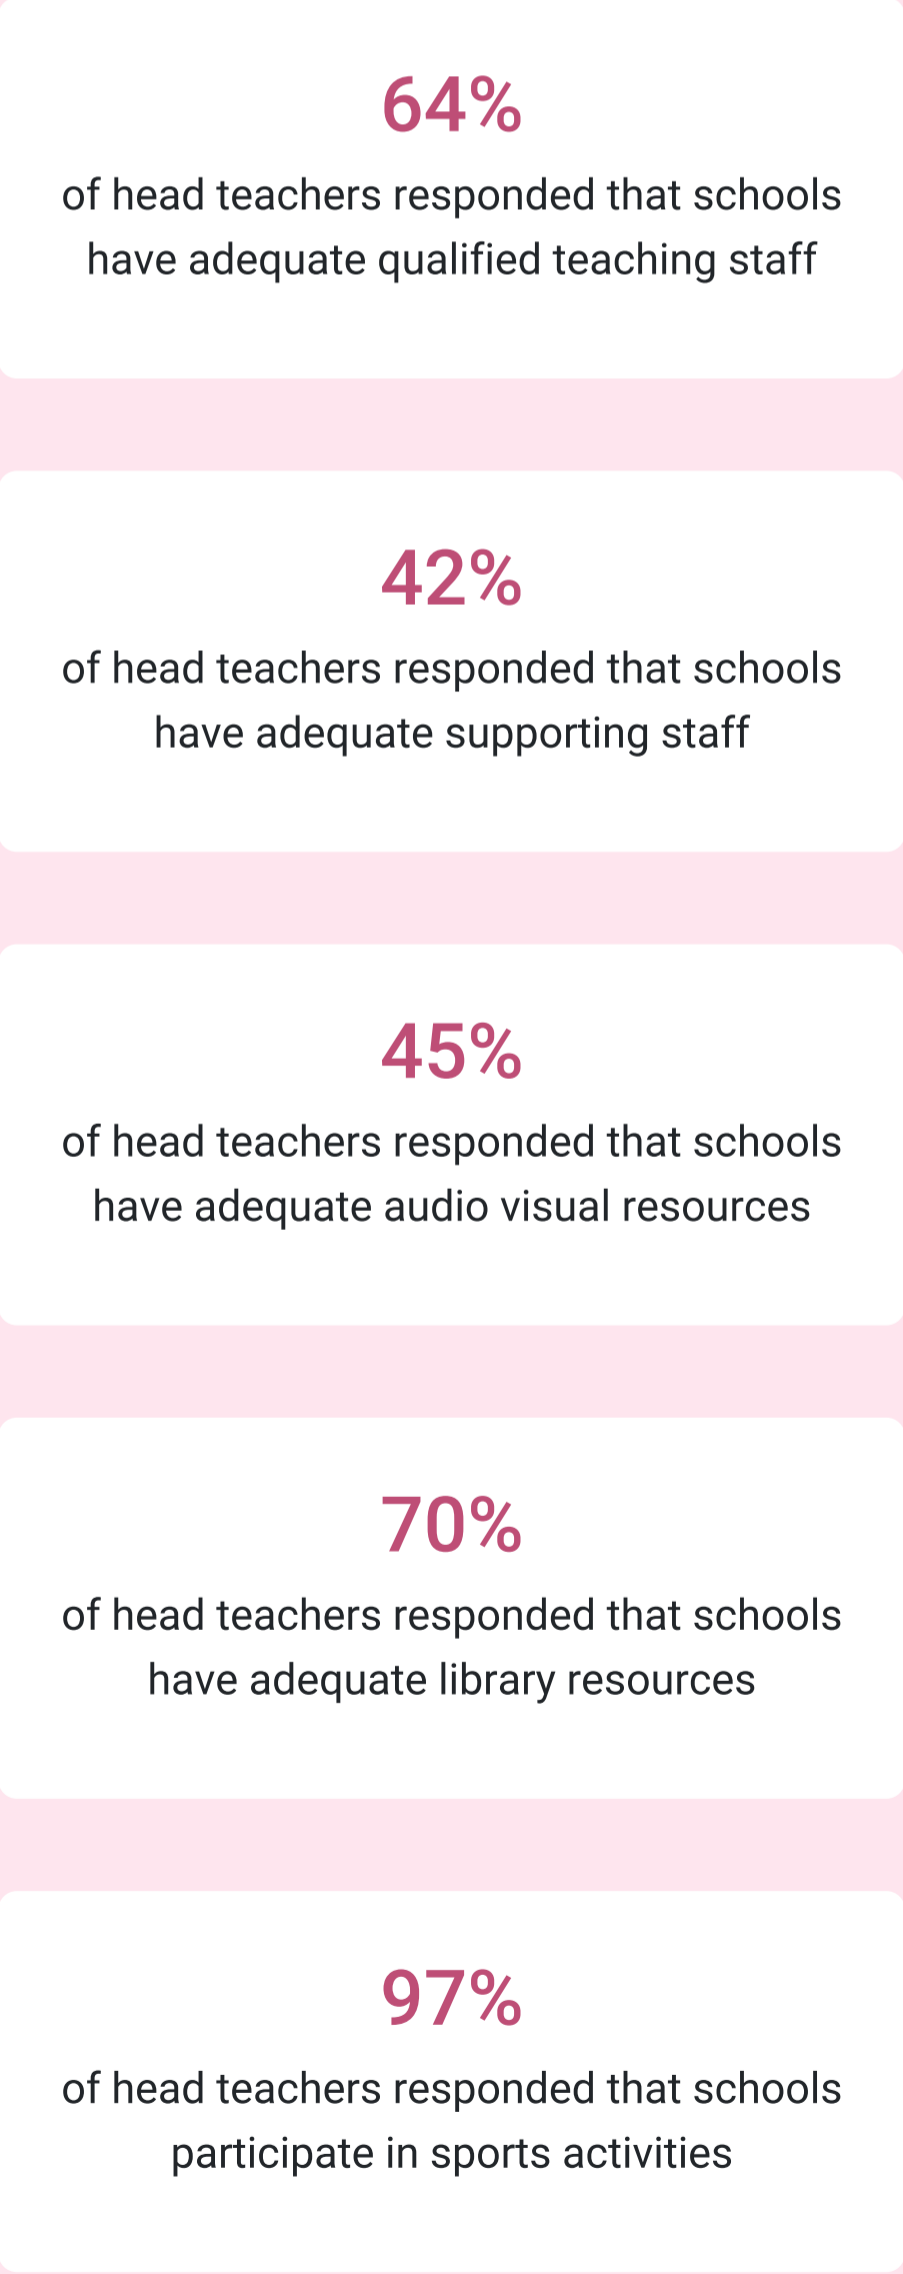 64%
of head teachers responded that schools
have adequate qualified teaching staff
42%
of head teachers responded that schools
have adequate supporting staff
45%
of head teachers responded that schools
have adequate audio visual resources
70%
of head teachers responded that schools
have adequate library resources
97%
of head teachers responded that schools
participate in sports activities